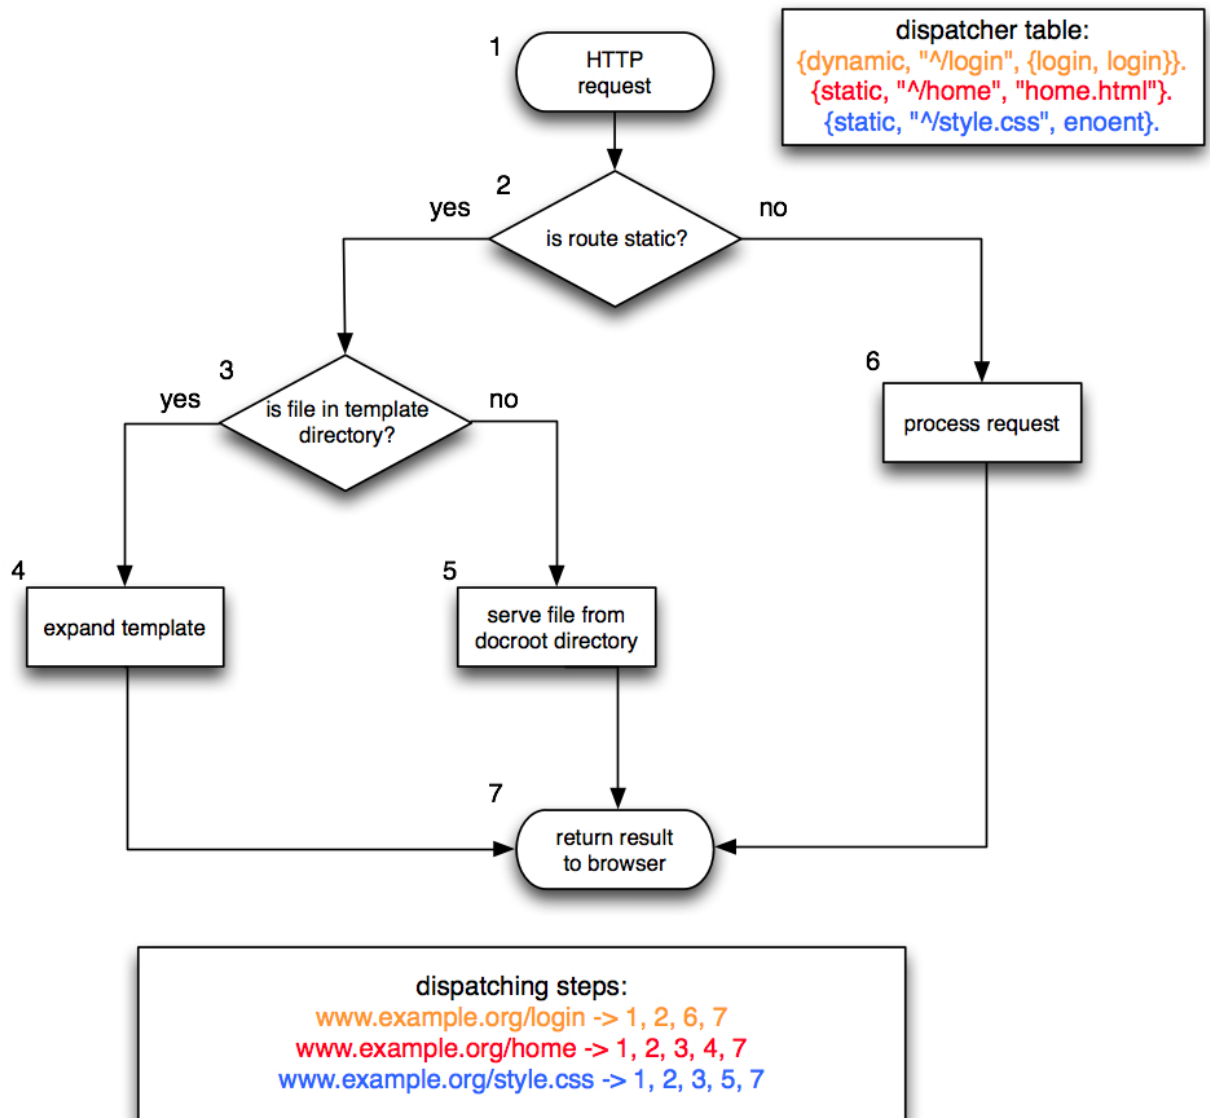 dispatcher table:
{dynamic, "^/login", {login, login}}.
{static, "^/home", "home.html"}.
{static, "^/style.css", enoent}.
1
HTTP
request
2
yes
no
is route static?
3
yes
no
is file in template
directory?
6
process request
4
expand template
5
serve file from
docroot directory
7
return result
to browser
dispatching steps:
www.example.org/login -> 1, 2, 6, 7
www.example.org/home -> 1, 2, 3, 4, 7
www.example.org/style.css -> 1, 2, 3, 5, 7